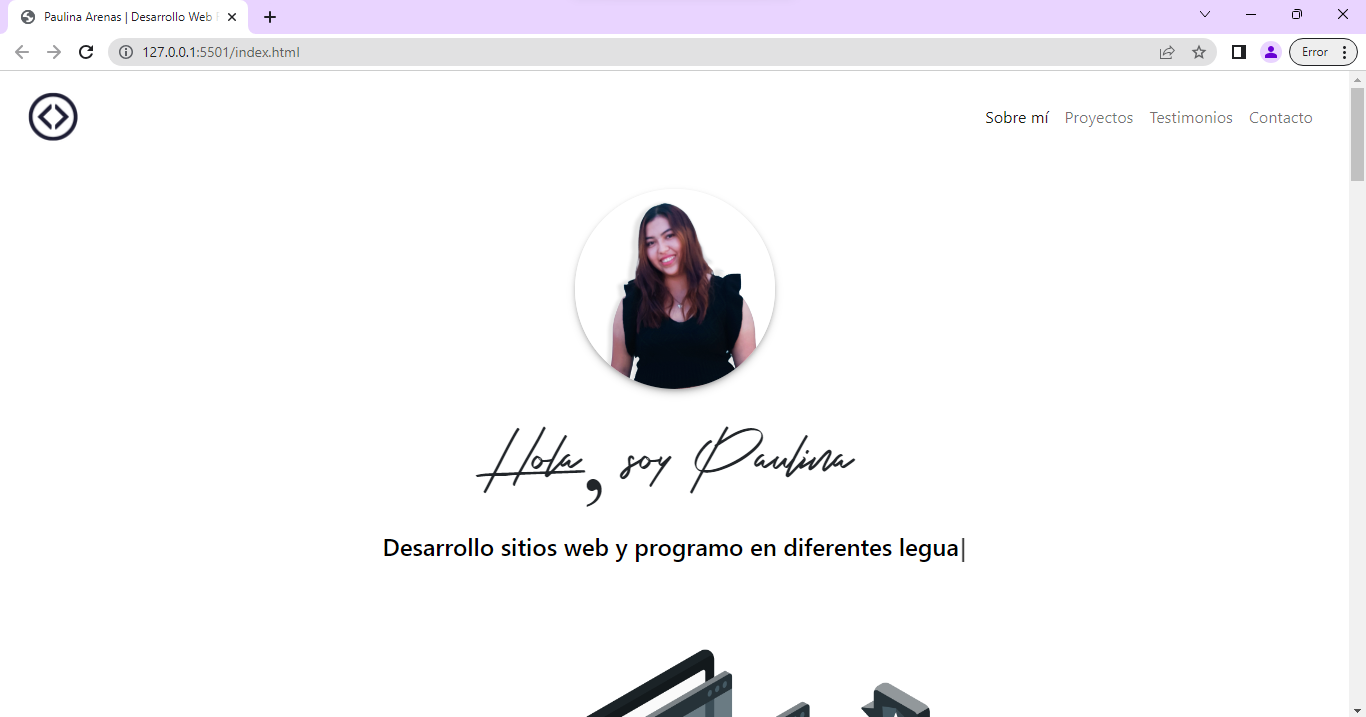 Paulina Arenas | Desarrollo Web
127.0.0.1:5501/index.html
Error
Sobre mí Proyectos Testimonios Contacto
Hola, soy Paulina
Desarrollo sitios web y programo en diferentes legua|